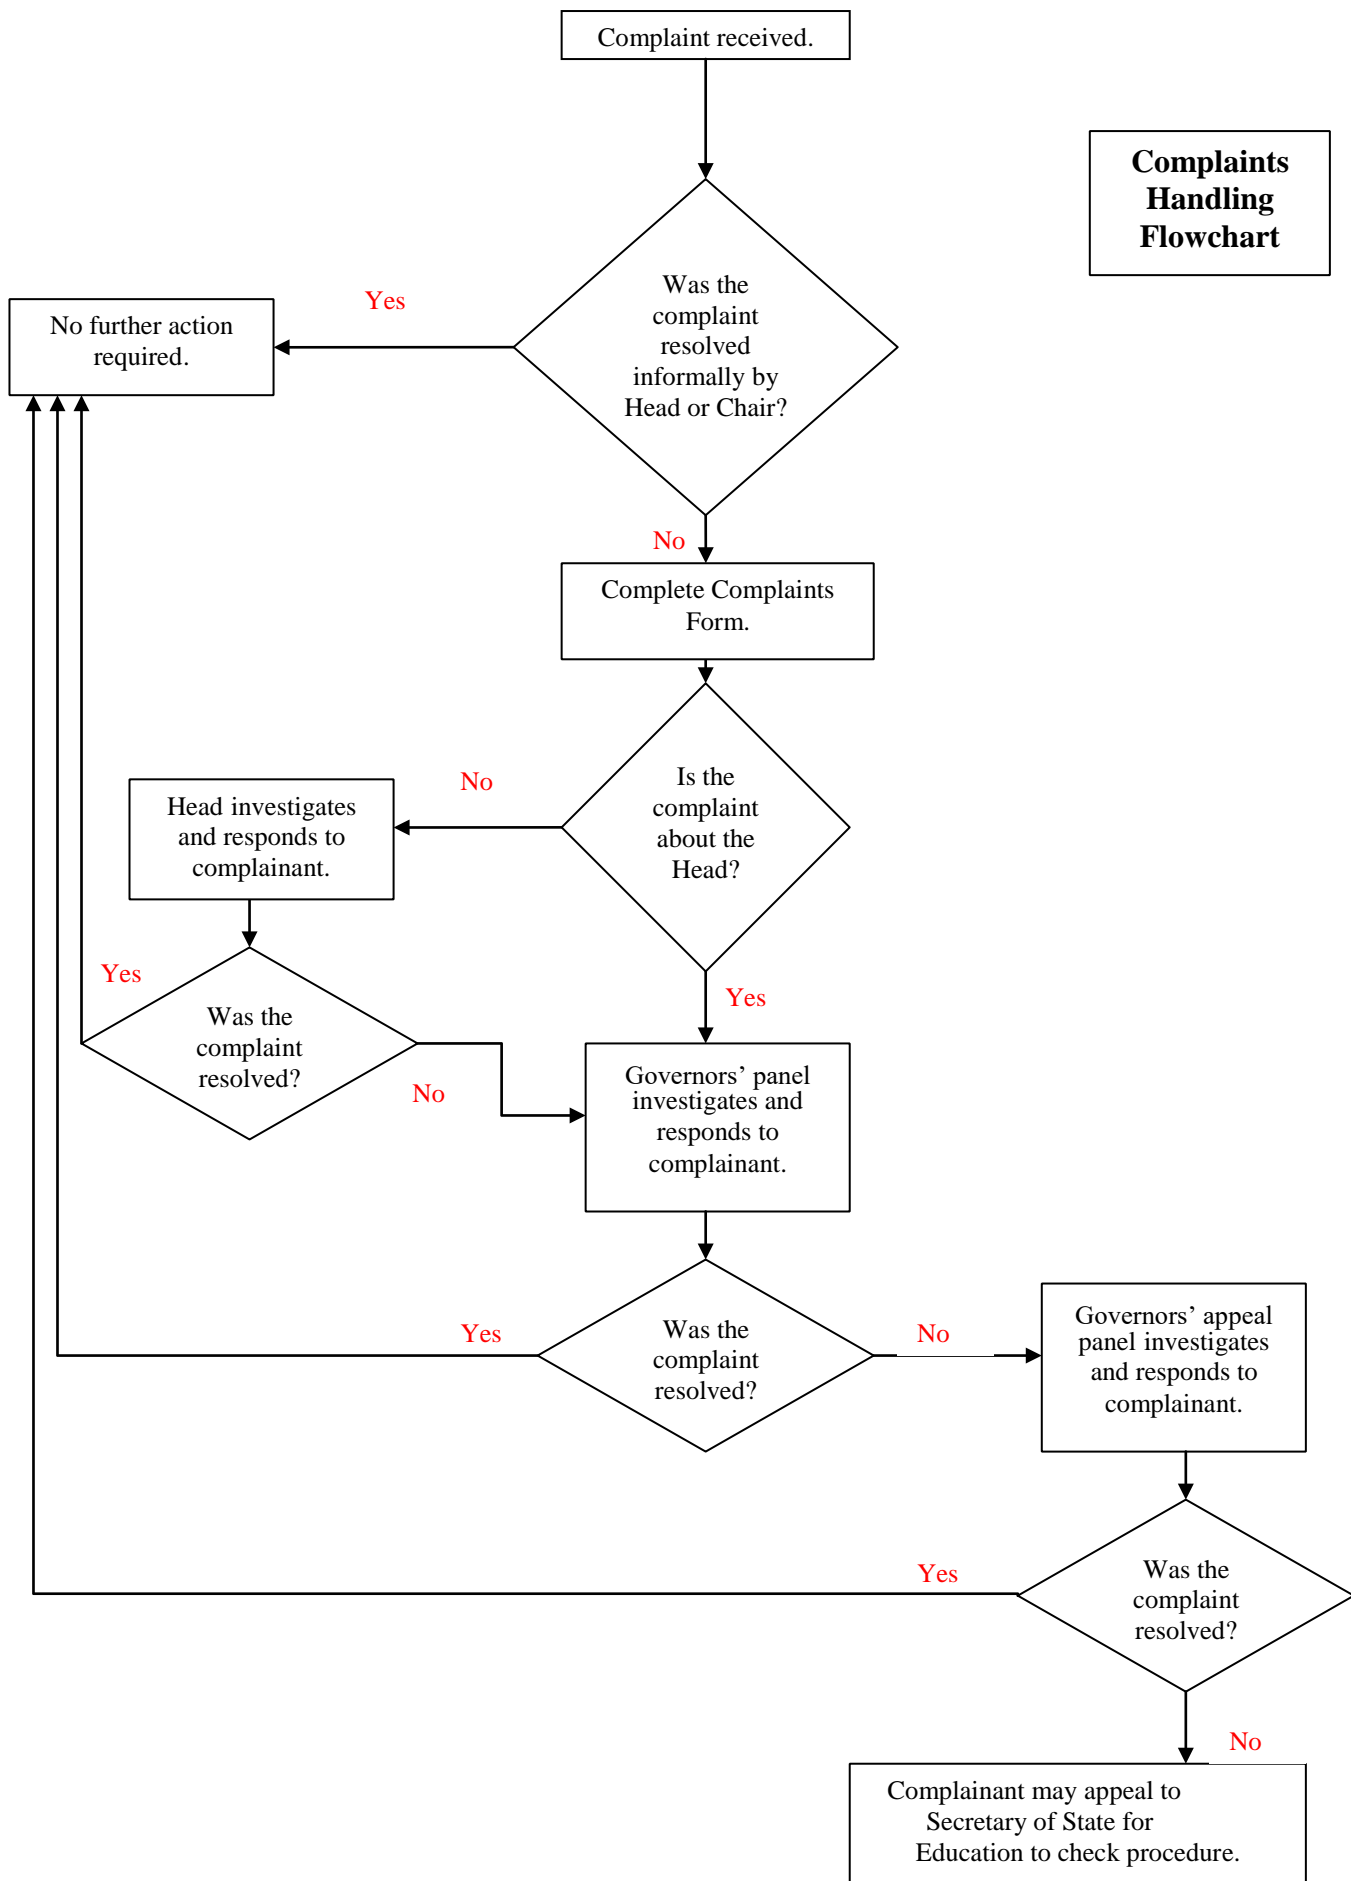 Complaint received.
Complaints
Handling
Flowchart
Was the
complaint
resolved
informally by
Head or Chair?
Yes
No further action
required.
No
Complete Complaints
Form.
Is the
complaint
about the
Head?
No
Head investigates
and responds to
complainant.
Yes
Was the
complaint
resolved?
No
Yes
Governors’ panel
investigates and
responds to
complainant.
Was the
complaint
resolved?
Yes
No
Governors’ appeal
panel investigates
and responds to
complainant.
Was the
complaint
resolved?
Yes
No
Complainant may appeal to
Secretary of State for
Education to check procedure.